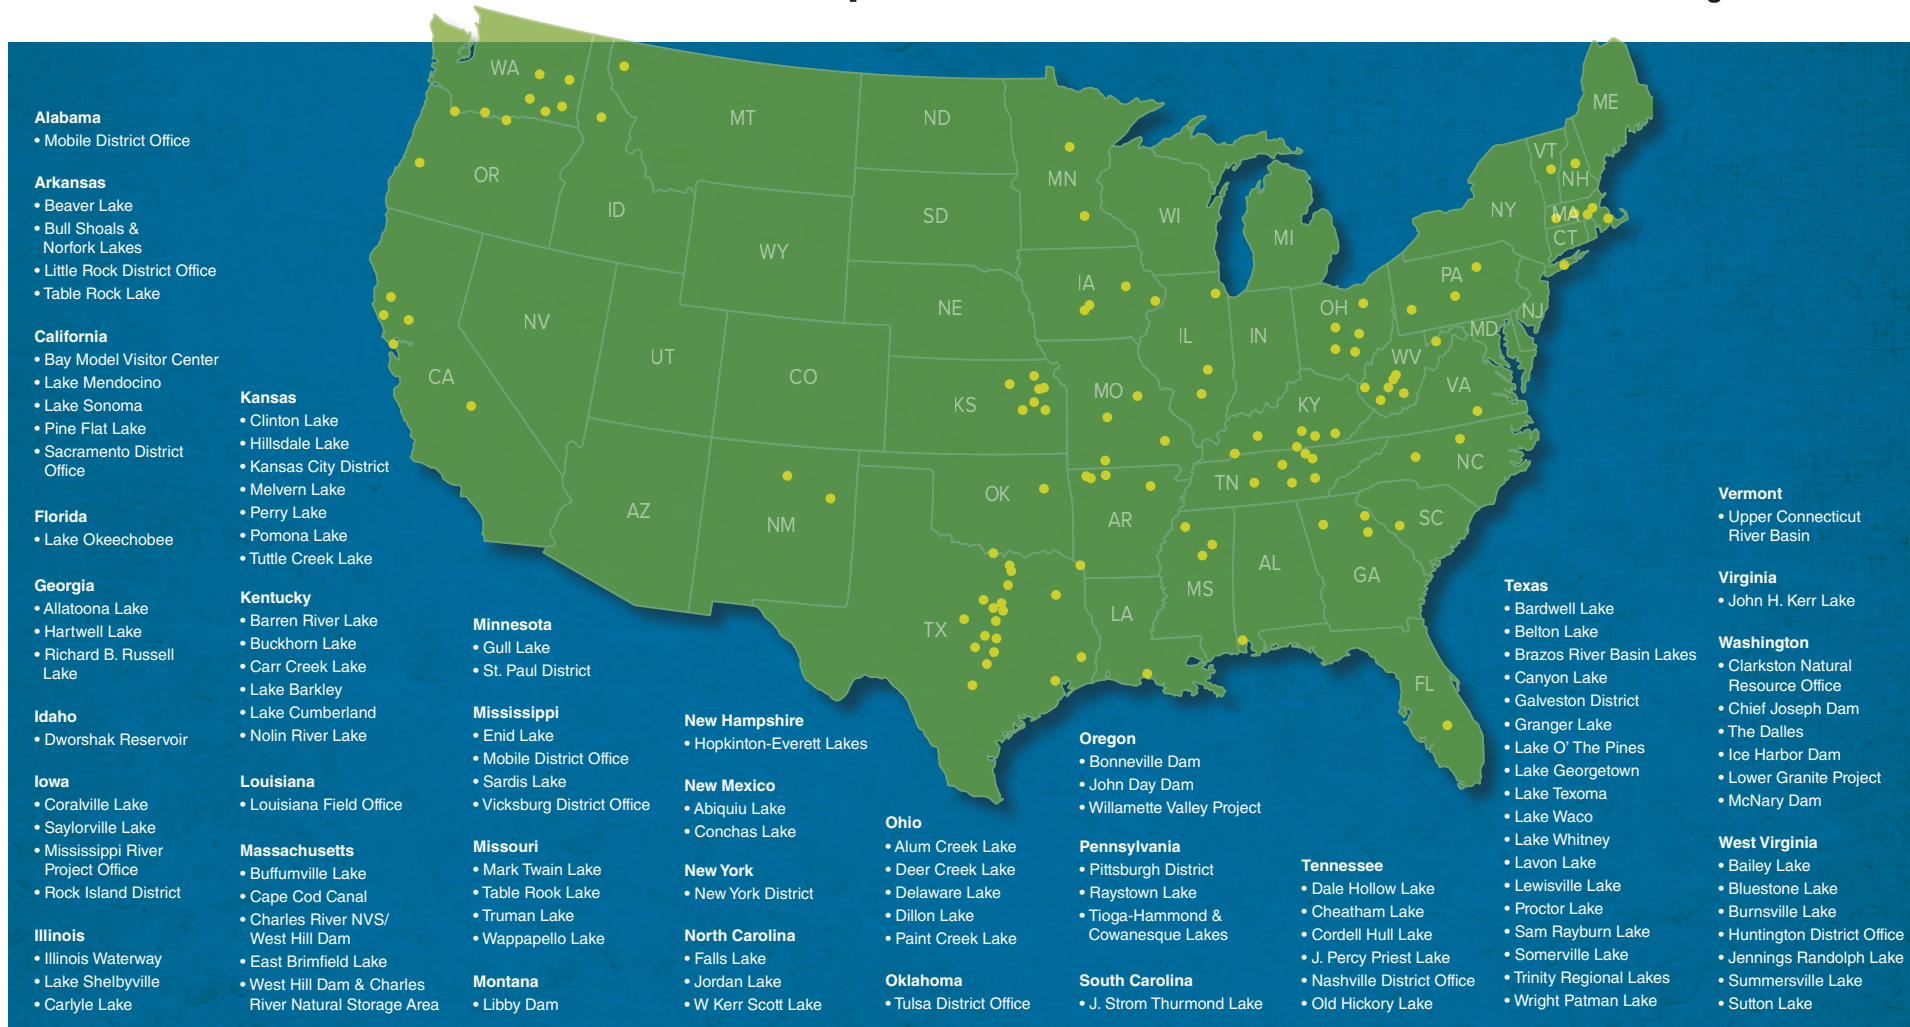 WA
MT
ND
MN
ME
VT
NH
OR
ID
SD
WI
NY
MA
MI
CT
WY
IA
PA
NE
OH
NJ
NV
IL
IN
MD
UT
WV
CO
CA
KS
MO
KY
VA
NC
TN
OK
AZ
NM
AR
SC
AL
GA
MS
LA
TX
FL
Alabama
• Mobile District Office
Arkansas
• Beaver Lake
• Bull Shoals &
Norfork Lakes
• Little Rock District Office
• Table Rock Lake
California
• Bay Model Visitor Center
• Lake Mendocino
• Lake Sonoma
• Pine Flat Lake
• Sacramento District
Office
Florida
• Lake Okeechobee
Georgia
• Allatoona Lake
• Hartwell Lake
• Richard B. Russell
Lake
Idaho
• Dworshak Reservoir
Iowa
• Coralville Lake
• Saylorville Lake
• Mississippi River
Project Office
• Rock Island District
Illinois
• Illinois Waterway
• Lake Shelbyville
• Carlyle Lake
Kansas
• Clinton Lake
• Hillsdale Lake
• Kansas City District
• Melvern Lake
• Perry Lake
• Pomona Lake
• Tuttle Creek Lake
Kentucky
• Barren River Lake
• Buckhorn Lake
• Carr Creek Lake
• Lake Barkley
• Lake Cumberland
• Nolin River Lake
Louisiana
• Louisiana Field Office
Massachusetts
• Buffumville Lake
• Cape Cod Canal
• Charles River NVS/
West Hill Dam
• East Brimfield Lake
• West Hill Dam & Charles
River Natural Storage Area
Minnesota
• Gull Lake
• St. Paul District
Mississippi
• Enid Lake
• Mobile District Office
• Sardis Lake
• Vicksburg District Office
Missouri
• Mark Twain Lake
• Table Rook Lake
• Truman Lake
• Wappapello Lake
Montana
• Libby Dam
New Hampshire
• Hopkinton-Everett Lakes
New Mexico
• Abiquiu Lake
• Conchas Lake
New York
• New York District
North Carolina
• Falls Lake
• Jordan Lake
• W Kerr Scott Lake
Ohio
• Alum Creek Lake
• Deer Creek Lake
• Delaware Lake
• Dillon Lake
• Paint Creek Lake
Oklahoma
• Tulsa District Office
Oregon
• Bonneville Dam
• John Day Dam
• Willamette Valley Project
Pennsylvania
• Pittsburgh District
• Raystown Lake
• Tioga-Hammond &
Cowanesque Lakes
South Carolina
• J. Strom Thurmond Lake
Tennessee
• Dale Hollow Lake
• Cheatham Lake
• Cordell Hull Lake
• J. Percy Priest Lake
• Nashville District Office
• Old Hickory Lake
Texas
• Bardwell Lake
• Belton Lake
• Brazos River Basin Lakes
• Canyon Lake
• Galveston District
• Granger Lake
• Lake O' The Pines
• Lake Georgetown
• Lake Texoma
• Lake Waco
• Lake Whitney
• Lavon Lake
• Lewisville Lake
• Proctor Lake
• Sam Rayburn Lake
• Somerville Lake
• Trinity Regional Lakes
• Wright Patman Lake
Vermont
• Upper Connecticut
River Basin
Virginia
• John H. Kerr Lake
Washington
• Clarkston Natural
Resource Office
• Chief Joseph Dam
• The Dalles
• Ice Harbor Dam
• Lower Granite Project
• McNary Dam
West Virginia
• Bailey Lake
• Bluestone Lake
• Burnsville Lake
• Huntington District Office
• Jennings Randolph Lake
• Summersville Lake
• Sutton Lake